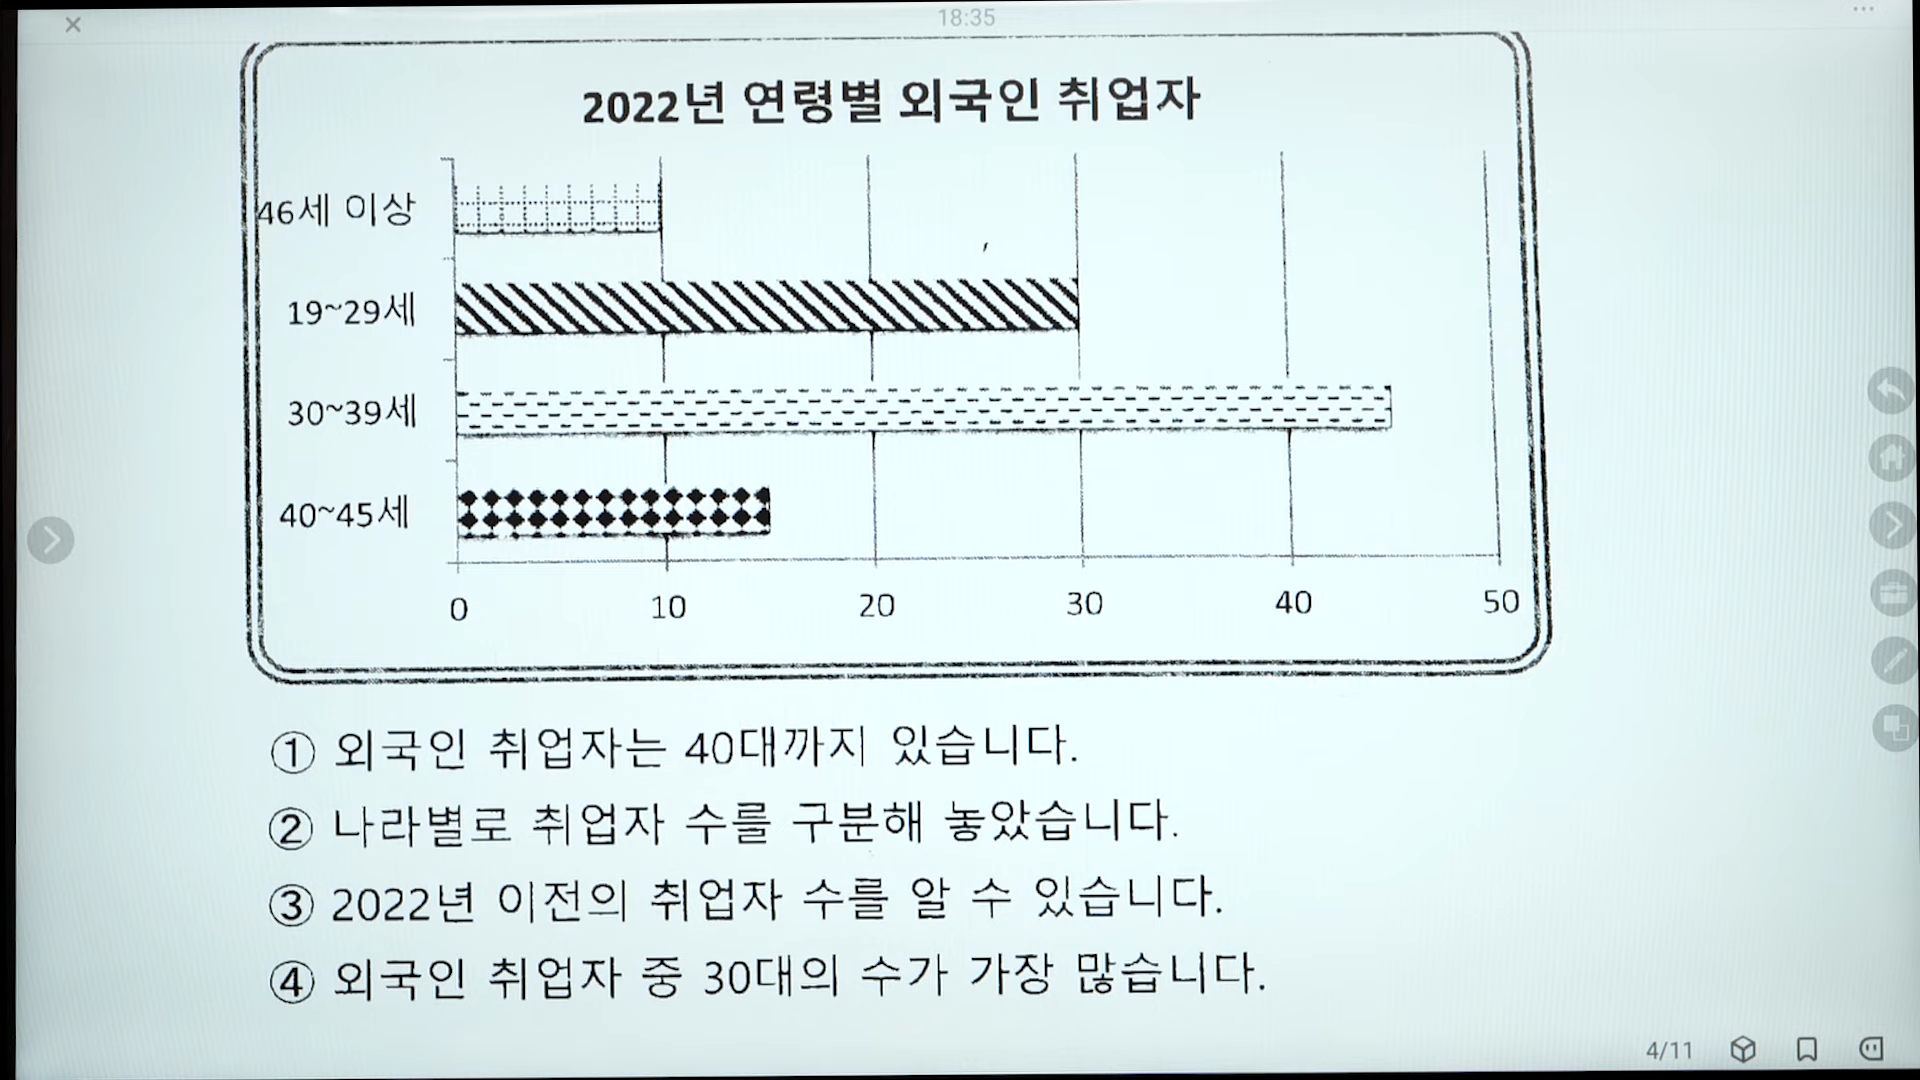 18:35
2022년 연령별 외국인 취업자
46세 이상
19~29세
30~39세
40~45세
0 10 20 30 40 50
① 외국인 취업자는 40대까지 있습니다.
② 나라별로 취업자 수를 구분해 놓았습니다.
③ 2022년 이전의 취업자 수를 알 수 있습니다.
④ 외국인 취업자 중 30대의 수가 가장 많습니다.
4/11